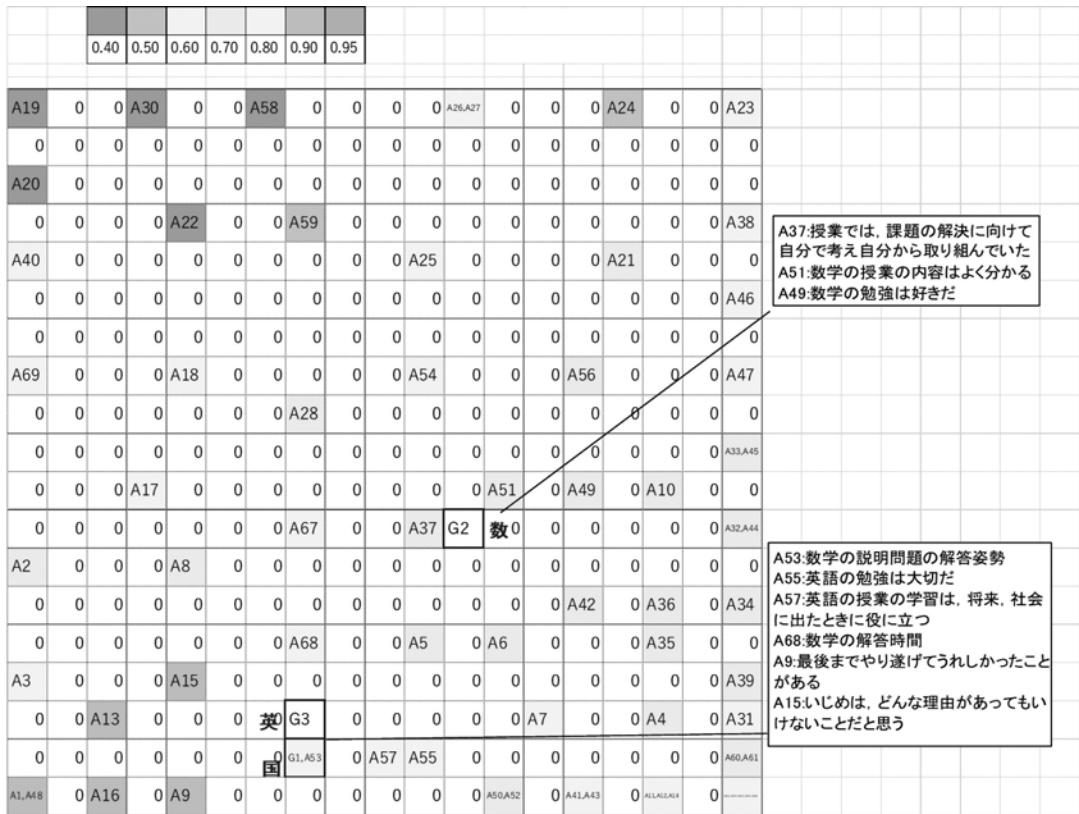 0.40 0.50 0.60 0.70 0.80 0.90 0.95
A19 0 0 A30 0 0 A58 0 0 0 0 A26,A27 0 0 0 A24 0 0 A23
0 0 0 0 0 0 0 0 0 0 0 0 0 0 0 0 0 0 0
A20 0 0 0 0 0 0 0 0 0 0 0 0 0 0 0 0 0 0
0 0 0 0 A22 0 0 A59 0 0 0 0 0 0 0 0 0 0 A38
A40 0 0 0 0 0 0 0 0 0 A25 0 0 0 0 A21 0 0 0
0 0 0 0 0 0 0 0 0 0 0 0 0 0 0 0 0 0 A46
0 0 0 0 0 0 0 0 0 0 0 0 0 0 0 0 0 0 0
A69 0 0 0 A18 0 0 0 0 0 A54 0 0 0 A56 0 0 0 A47
0 0 0 0 0 0 0 A28 0 0 0 0 0 0 0 0 0 0 0
0 0 0 0 0 0 0 0 0 0 0 0 0 0 0 0 0 0 A33,A45
0 0 0 A17 0 0 0 0 0 0 0 0 A51 0 A49 0 A10 0 0
0 0 0 0 0 0 0 A67 0 0 A37 G2 数 0 0 0 0 0 0 A32,A44
A2 0 0 0 A8 0 0 0 0 0 0 0 0 0 0 0 0 0 0
0 0 0 0 0 0 0 0 0 0 0 0 0 0 A42 0 A36 0 A34
0 0 0 0 0 0 0 A68 0 0 A5 0 A6 0 0 0 A35 0 0
A3 0 0 0 A15 0 0 0 0 0 0 0 0 0 0 0 0 0 A39
0 0 A13 0 0 0 英 0 G3 0 0 0 0 0 A7 0 0 A4 0 A31
0 0 0 0 0 0 国 0 G1,A53 0 A57 A55 0 0 0 0 0 0 0 A60,A61
A1,A48 0 A16 0 A9 0 0 0 0 0 0 0 A50,A52 0 A41,A43 0 A11,A12,A14 0
A37:授業では, 課題の解決に向けて
自分で考え自分から取り組んでいた
A51:数学の授業の内容はよく分かる
A49:数学の勉強は好きだ
A53:数学の説明問題の解答姿勢
A55:英語の勉強は大切だ
A57:英語の授業の学習は, 将来, 社会
に出たときに役に立つ
A68:数学の解答時間
A9:最後までやり遂げてうれしかったこと
がある
A15:いじめは, どんな理由があってもい
けないことだと思う